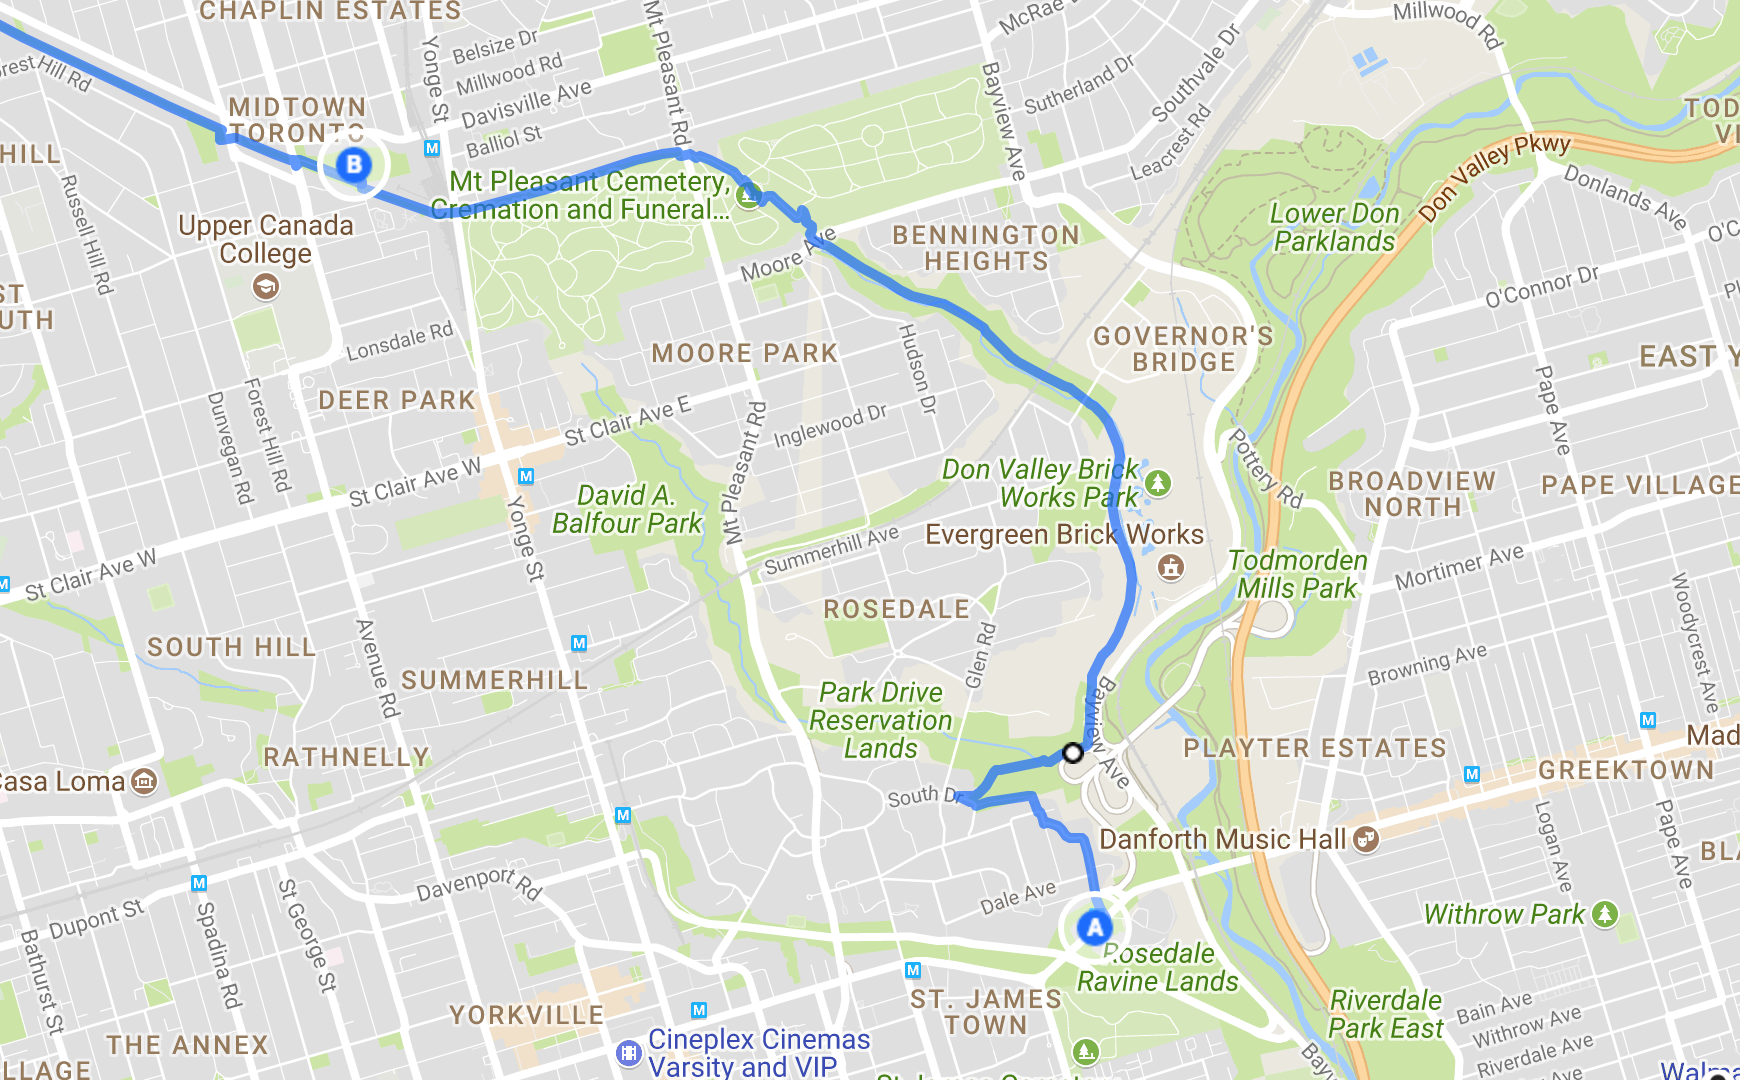 CHAPLIN ESTATES
McRae
Millwood Rd
Belsize Dr
Mt Pleasant Rd
Yonge St
Millwood Rd
Forest Hill Rd
Davisville Ave
Bayview Ave
Sutherland Dr
Southvale Dr
MIDTOWN
TORONTO
B
M
Balliol St
Leacrest Rd
TOD
VI
Don Valley Pkwy
HILL
Russell Hill Rd
Mt Pleasant Cemetery,
Cremation and Funeral...
Donlands Ave
Lower Don
Parklands
Upper Canada
College
BENNINGTON
HEIGHTS
Moore Ave
O'C
O'Connor Dr
ST
UTH
Lonsdale Rd
MOORE PARK
Hudson Dr
GOVERNOR'S
BRIDGE
EAST Y
Pape Ave
DEER PARK
Forest Hill Rd
Dunvegan Rd
St Clair Ave E
Mt Pleasant Rd
Inglewood Dr
Pottery Rd
St Clair Ave W
M
Don Valley Brick
Works Park
BROADVIEW
NORTH
PAPE VILLAGE
David A.
Balfour Park
Yonge St
Evergreen Brick Works
Summerhill Ave
Todmorden
Mills Park
Mortimer Ave
St Clair Ave W
M
Woodycrest Ave
ROSEDALE
SOUTH HILL
Avenue Rd
M
Glen Rd
Browning Ave
SUMMERHILL
Park Drive
Reservation
Lands
Bayview Ave
M
RATHNELLY
PLAYTER ESTATES
Mad
Casa Loma
M
GREEKTOWN
South Dr
M
Logan Ave
Pape Ave
Danforth Music Hall
BLA
M
Davenport Rd
Dale Ave
St George St
Dupont St
Spadina Rd
A
Withrow Park
Bathurst St
Rosedale
Ravine Lands
M
ST. JAMES
TOWN
M
YORKVILLE
Riverdale
Park East
Bain Ave
Withrow Ave
Riverdale Ave
THE ANNEX
Cineplex Cinemas
Varsity and VIP
LLAGE
Walma